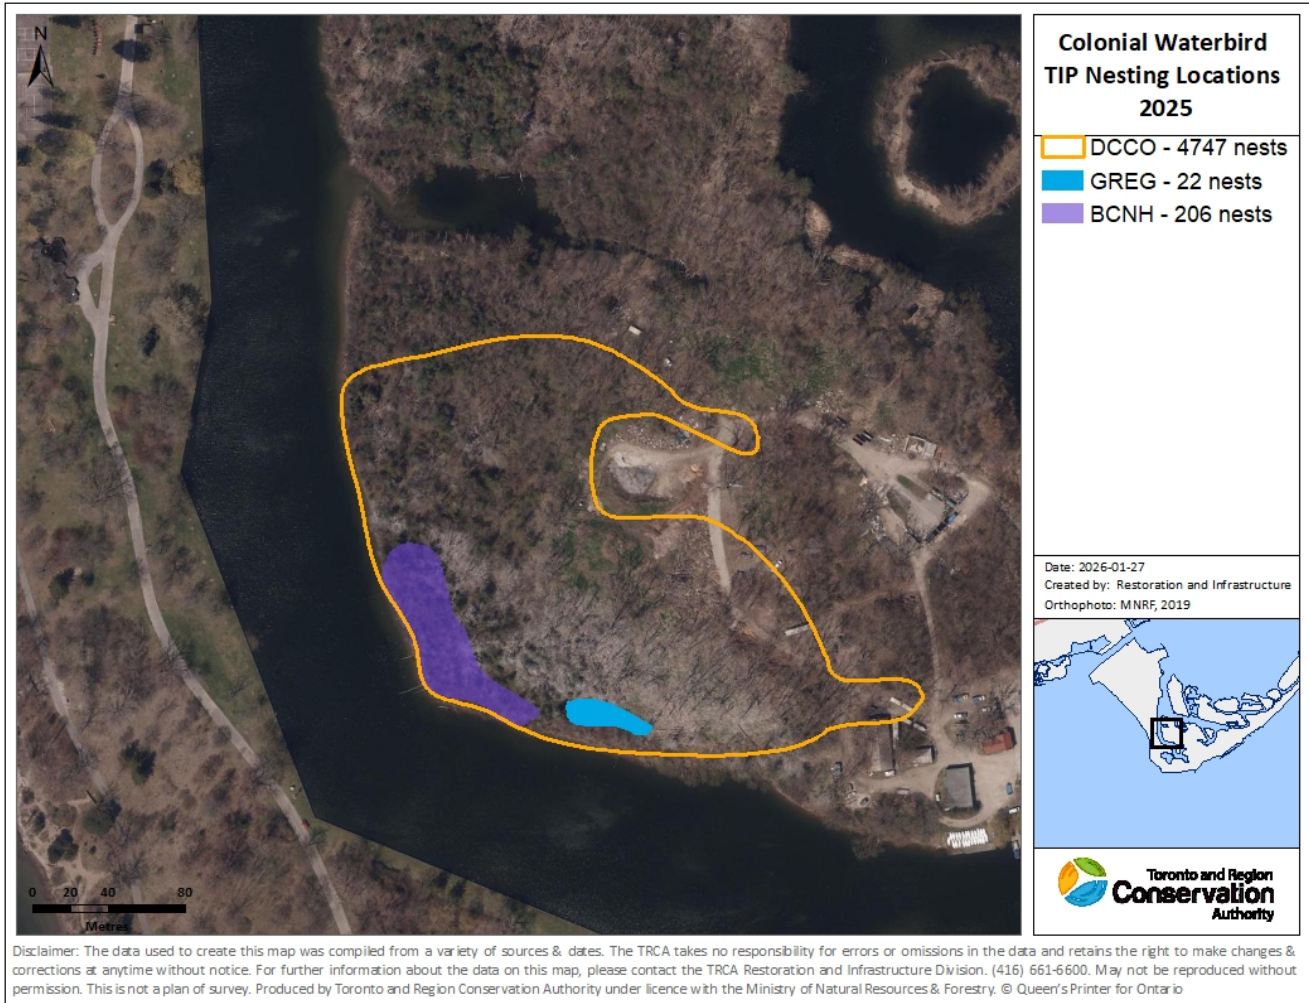 N
Colonial Waterbird
TIP Nesting Locations
2025
DCCO - 4747 nests
GREG - 22 nests
BCNH - 206 nests
Date: 2026-01-27
Created by: Restoration and Infrastructure
Orthophoto: MNRF, 2019
0 20 40 80
Metres
Toronto and Region
Conservation
Authority
Disclaimer: The data used to create this map was compiled from a variety of sources & dates. The TRCA takes no responsibility for errors or omissions in the data and retains the right to make changes &
corrections at anytime without notice. For further information about the data on this map, please contact the TRCA Restoration and Infrastructure Division. (416) 661-6600. May not be reproduced without
permission. This is not a plan of survey. Produced by Toronto and Region Conservation Authority under licence with the Ministry of Natural Resources & Forestry. © Queen's Printer for Ontario